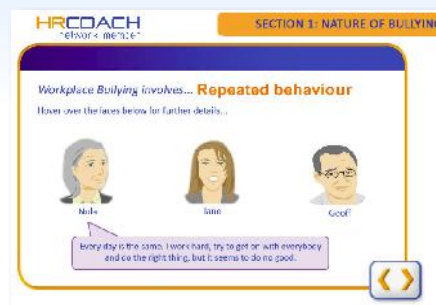 HRCOACH
network member
SECTION 1: NATURE OF BULLYING
Workplace Bullying involves... Repeated behaviour
Hover over the faces below for further details...
Nola
Jane
Geoff
Every day is the same. I work hard, try to get on with everybody
and do the right thing, but it seems to do no good.